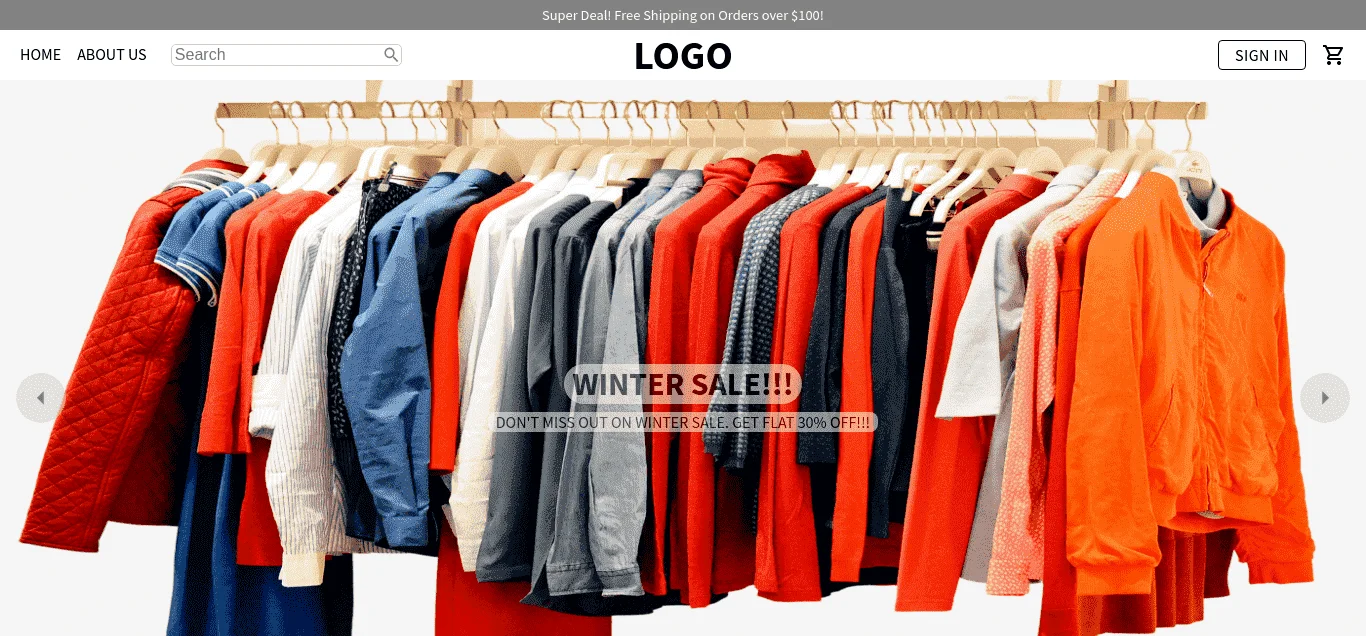 Super Deal! Free Shipping on Orders over $100!
HOME ABOUT US Search LOGO SIGN IN
WINTER SALE!!!
DON'T MISS OUT ON WINTER SALE. GET FLAT 30% OFF!!!